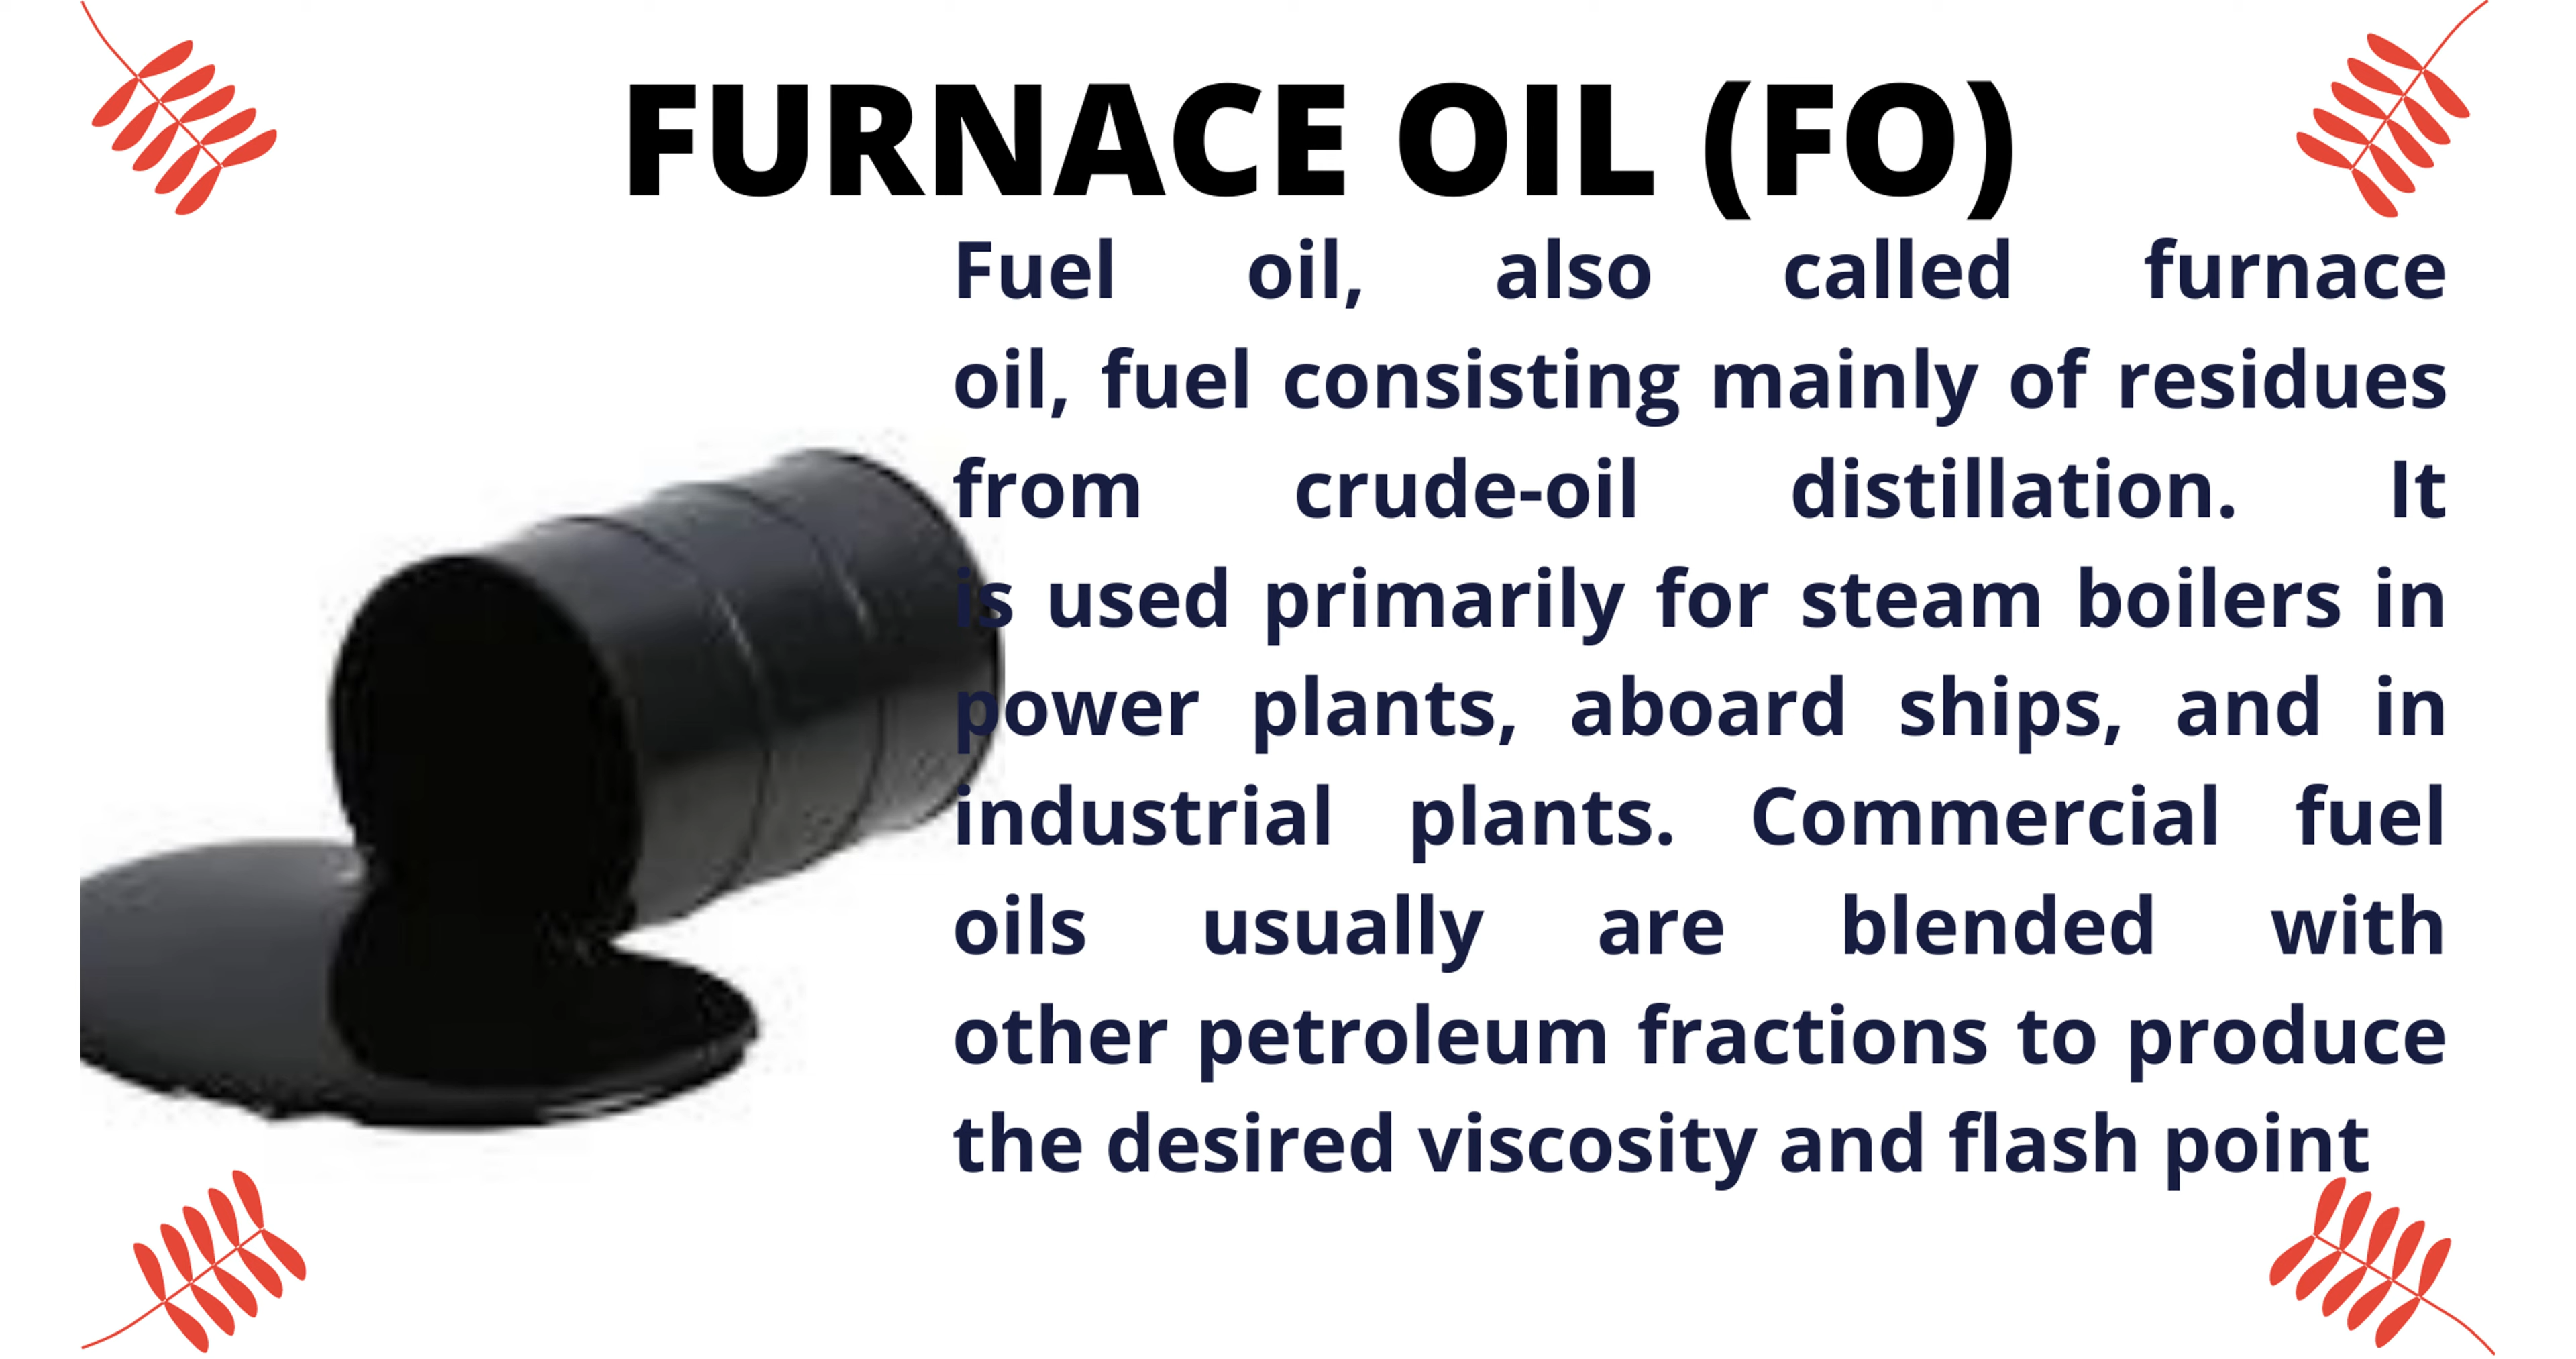 FURNACE OIL (FO)
Fuel oil, also called furnace
oil, fuel consisting mainly of residues
from crude-oil distillation. It
is used primarily for steam boilers in
power plants, aboard ships, and in
industrial plants. Commercial fuel
oils usually are blended with
other petroleum fractions to produce
the desired viscosity and flash point